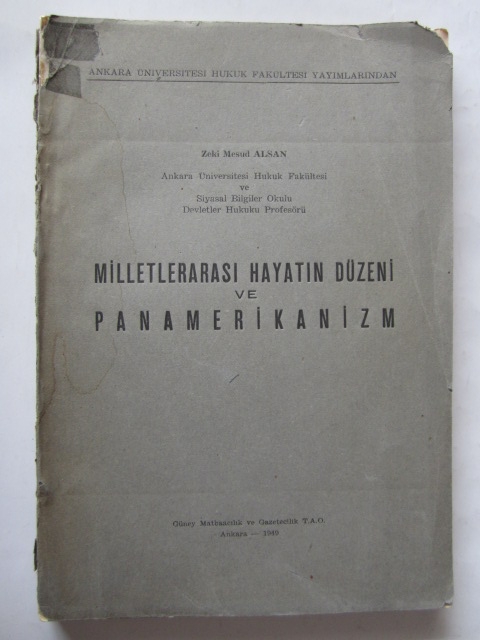 ANKARA ÜNİVERSİTESİ HUKUK FAKÜLTESİ YAYIMLARINDAN
Zeki Mesud ALSAN
Ankara Üniversitesi Hukuk Fakültesi
ve
Siyasal Bilgiler Okulu
Devletler Hukuku Profesörü
MİLLETLERARASI HAYATIN DÜZENİ
VE
PANAMERİKANİZM
Güney Matbaacılık ve Gazetecilik T.A.O.
Ankara — 1949